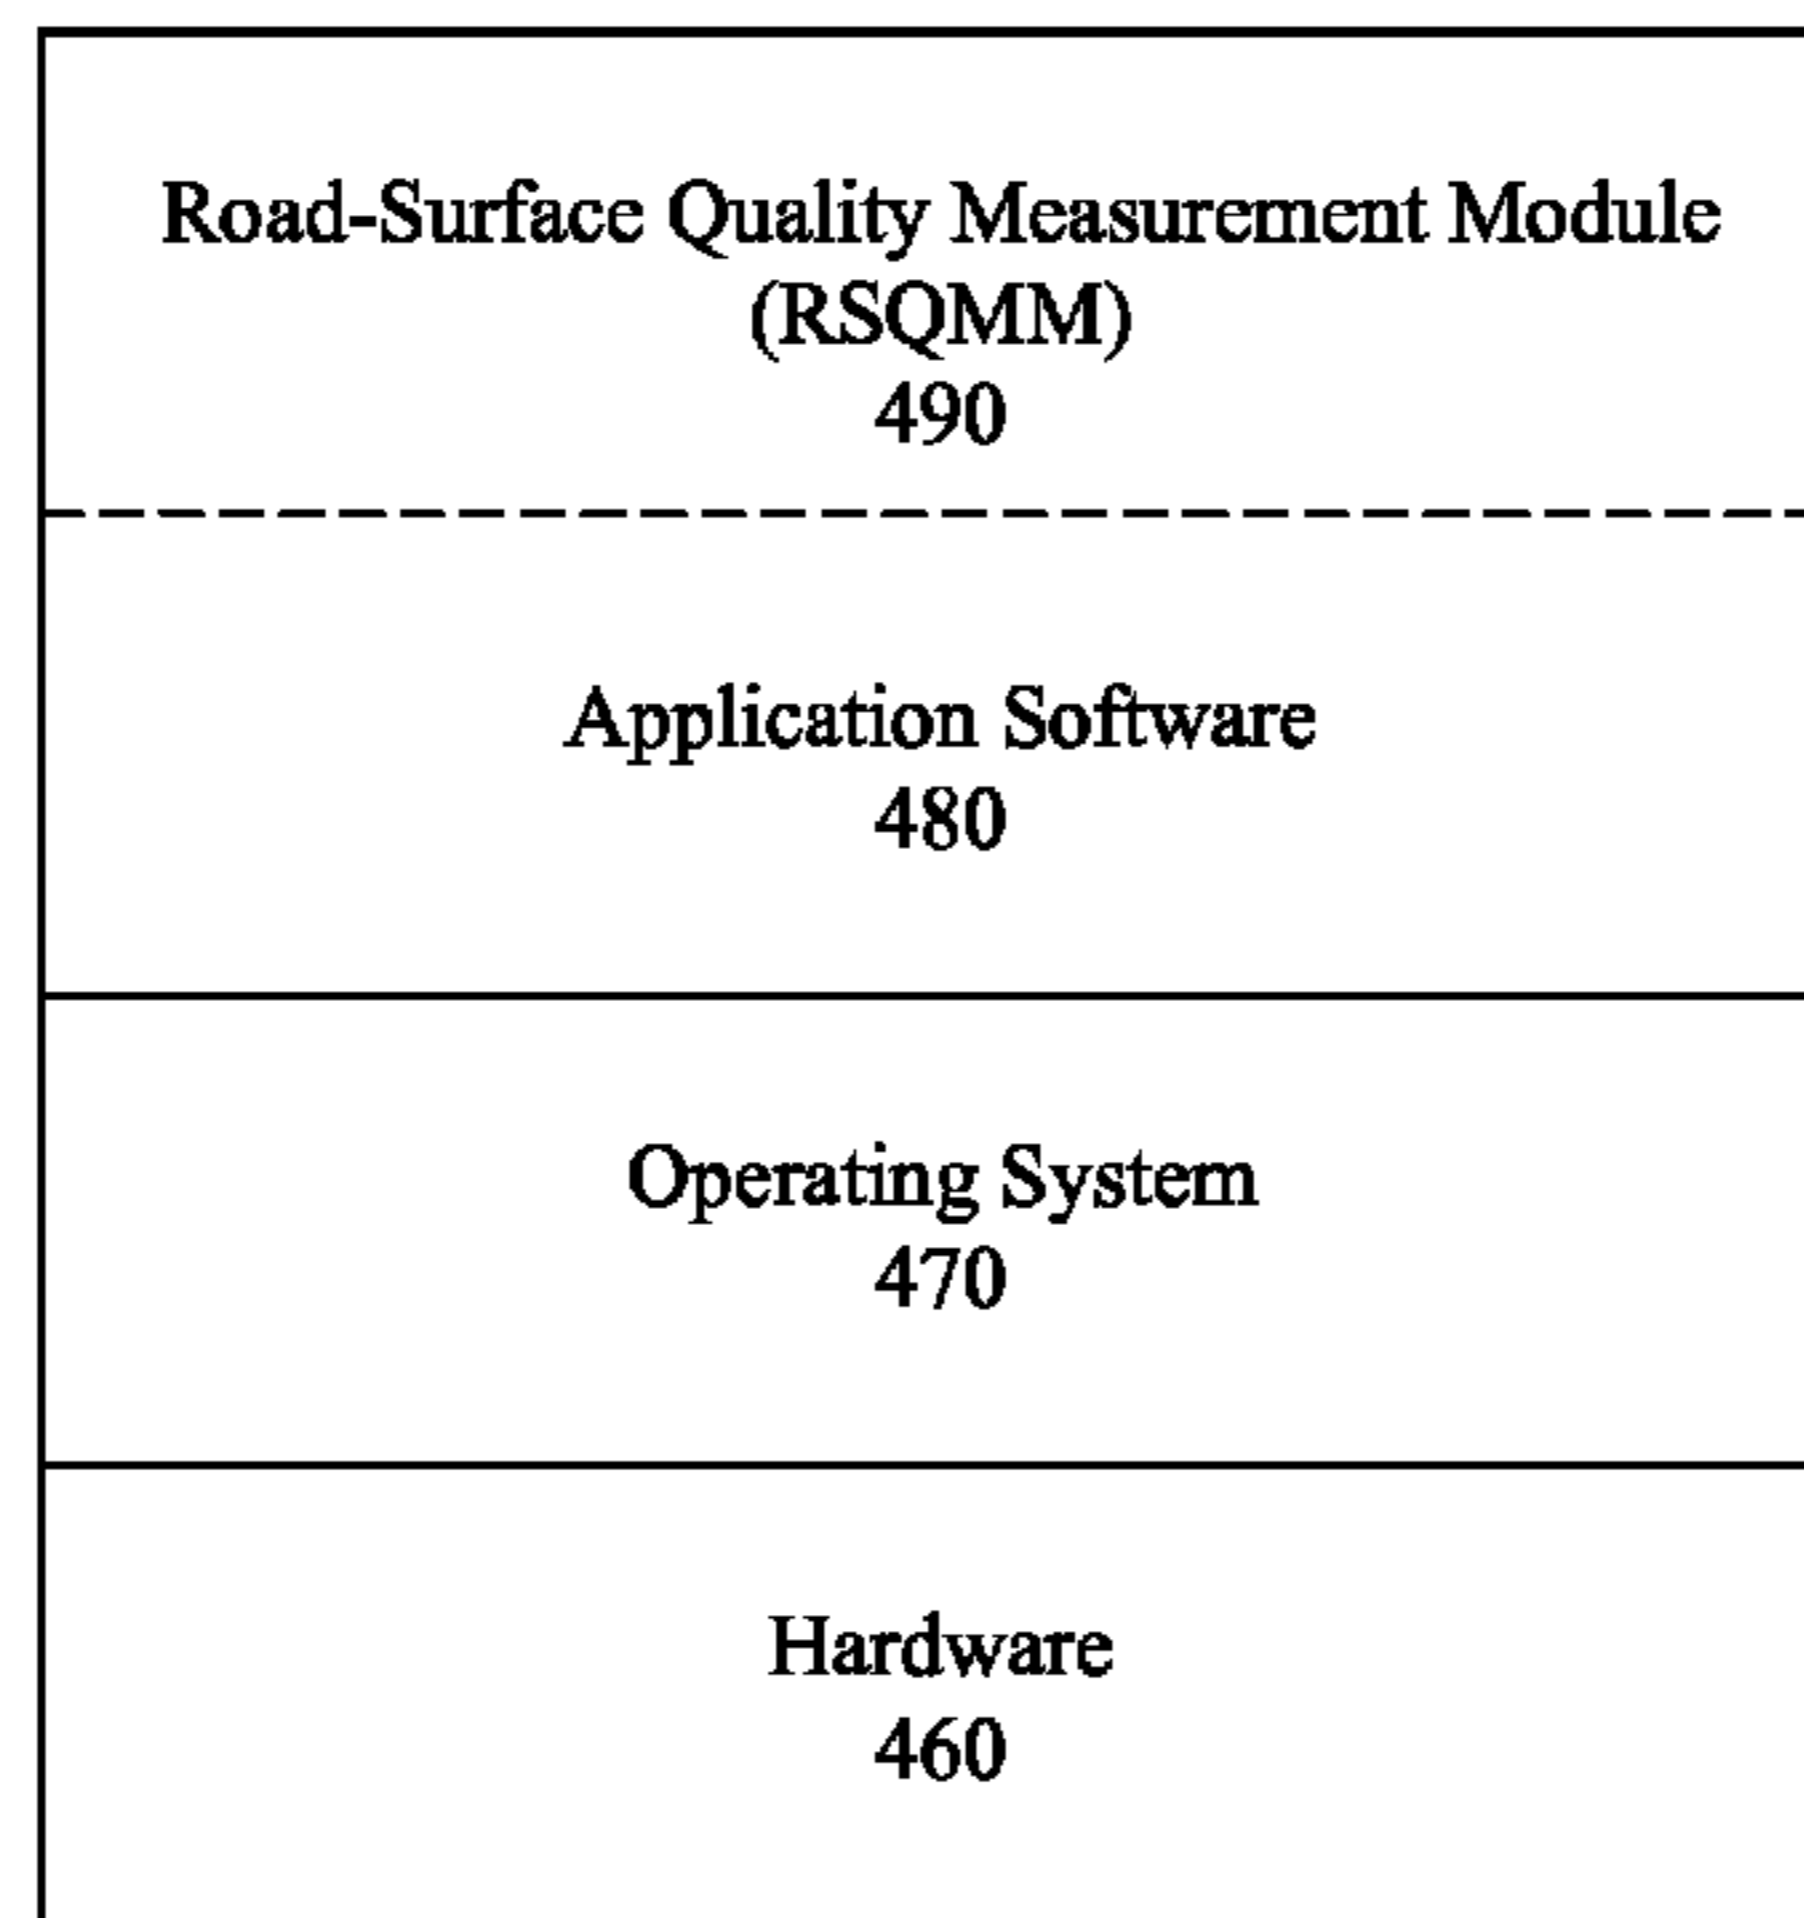 Road-Surface Quality Measurement Module
(RSQMM)
490
Application Software
480
Operating System
470
Hardware
460